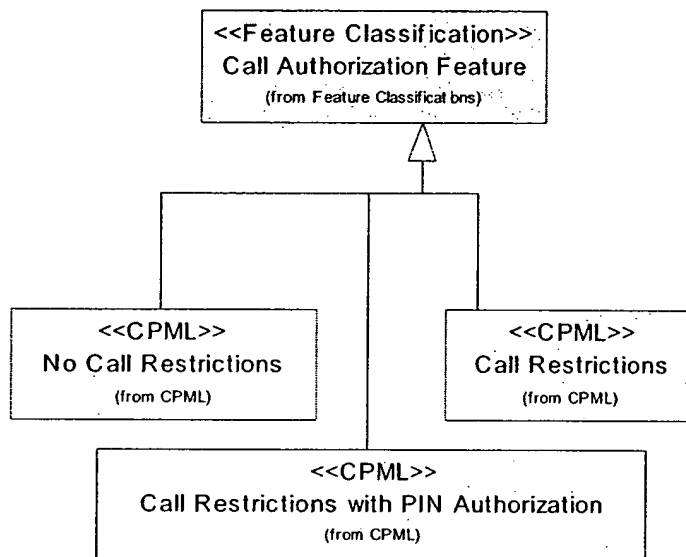 <<Feature Classification>>
Call Authorization Feature
(from Feature Classifications)
<<CPML>>
No Call Restrictions
(from CPML)
<<CPML>>
Call Restrictions
(from CPML)
<<CPML>>
Call Restrictions with PIN Authorization
(from CPML)